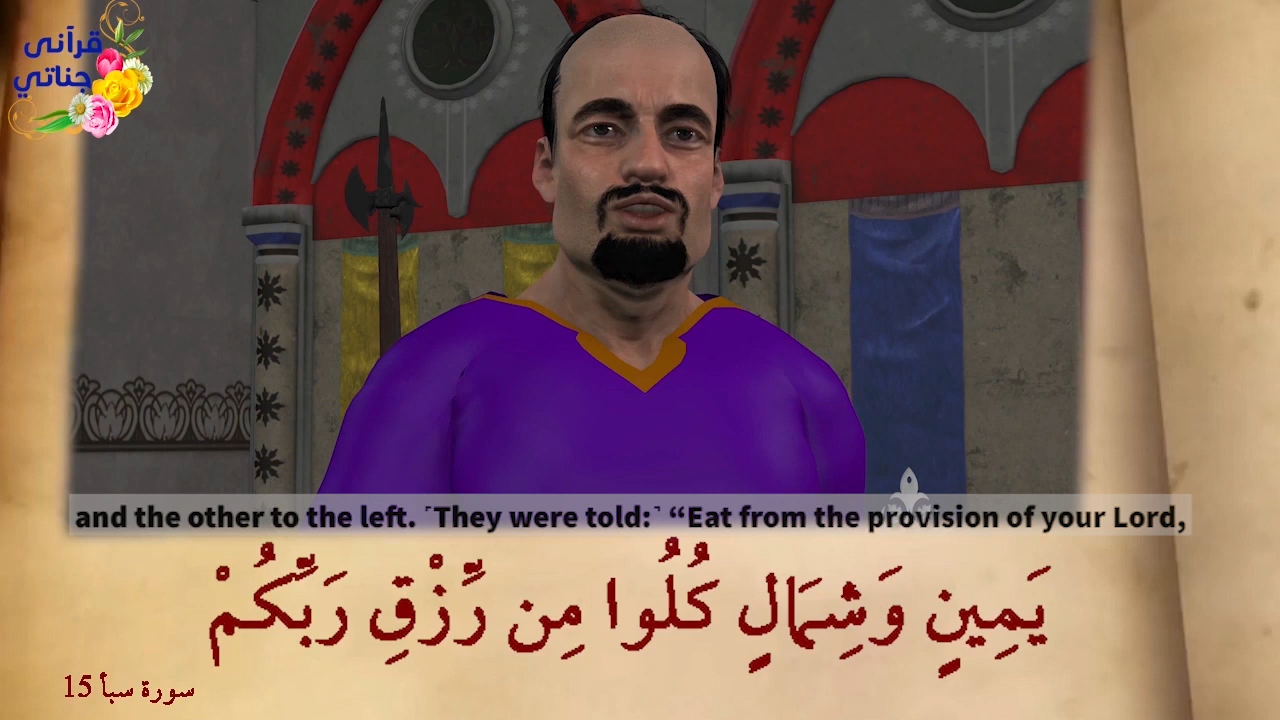 قرآنى
جناتي
and the other to the left. ˹They were told:˺ “Eat from the provision of your Lord,
يَمِينٍ وَشِمَالٍ كُلُوا مِن رِّزْقِ رَبِّكُمْ
سورة سبأ 15